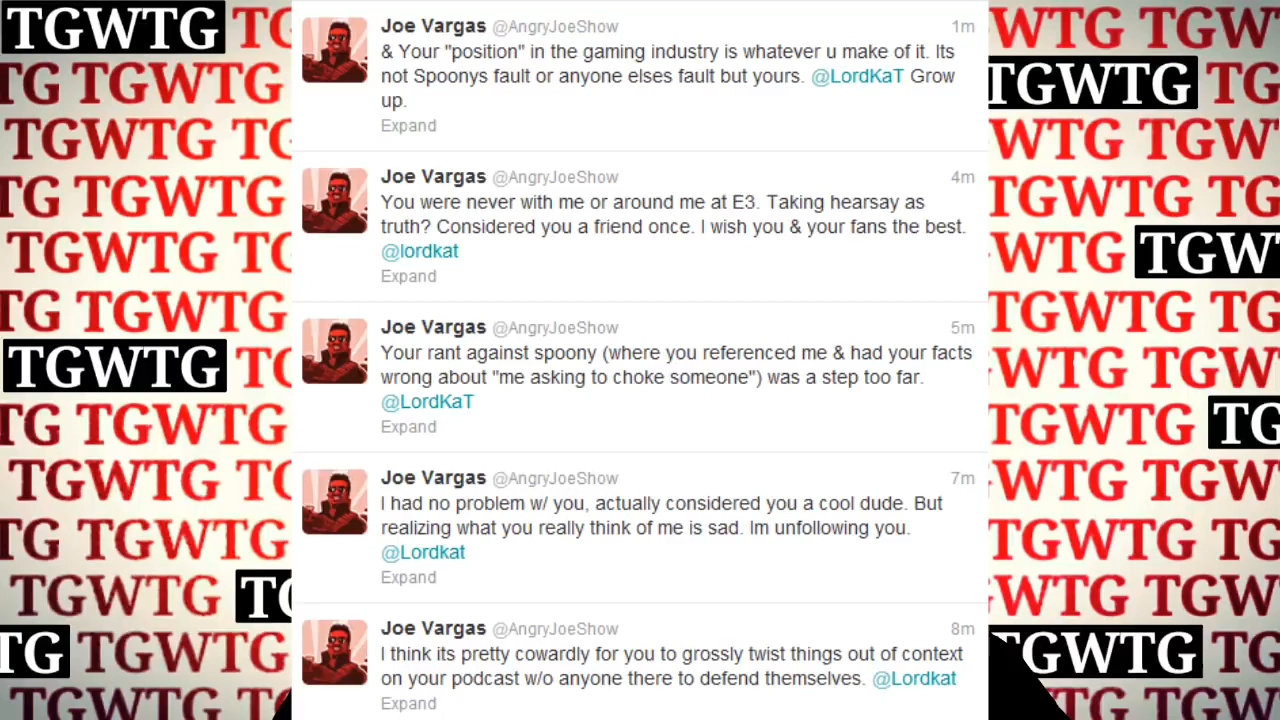 TGWTG TG
Joe Vargas @AngryJoeShow 1m
& Your "position" in the gaming industry is whatever u make of it. Its
not Spoonys fault or anyone elses fault but yours. @LordKaT Grow
up.
Expand
Joe Vargas @AngryJoeShow 4m
You were never with me or around me at E3. Taking hearsay as
truth? Considered you a friend once. I wish you & your fans the best.
@lordkat
Expand
Joe Vargas @AngryJoeShow 5m
Your rant against spoony (where you referenced me & had your facts
wrong about "me asking to choke someone") was a step too far.
@LordKaT
Expand
Joe Vargas @AngryJoeShow 7m
I had no problem w/ you, actually considered you a cool dude. But
realizing what you really think of me is sad. Im unfollowing you.
@Lordkat
Expand
Joe Vargas @AngryJoeShow 8m
I think its pretty cowardly for you to grossly twist things out of context
on your podcast w/o anyone there to defend themselves. @Lordkat
Expand